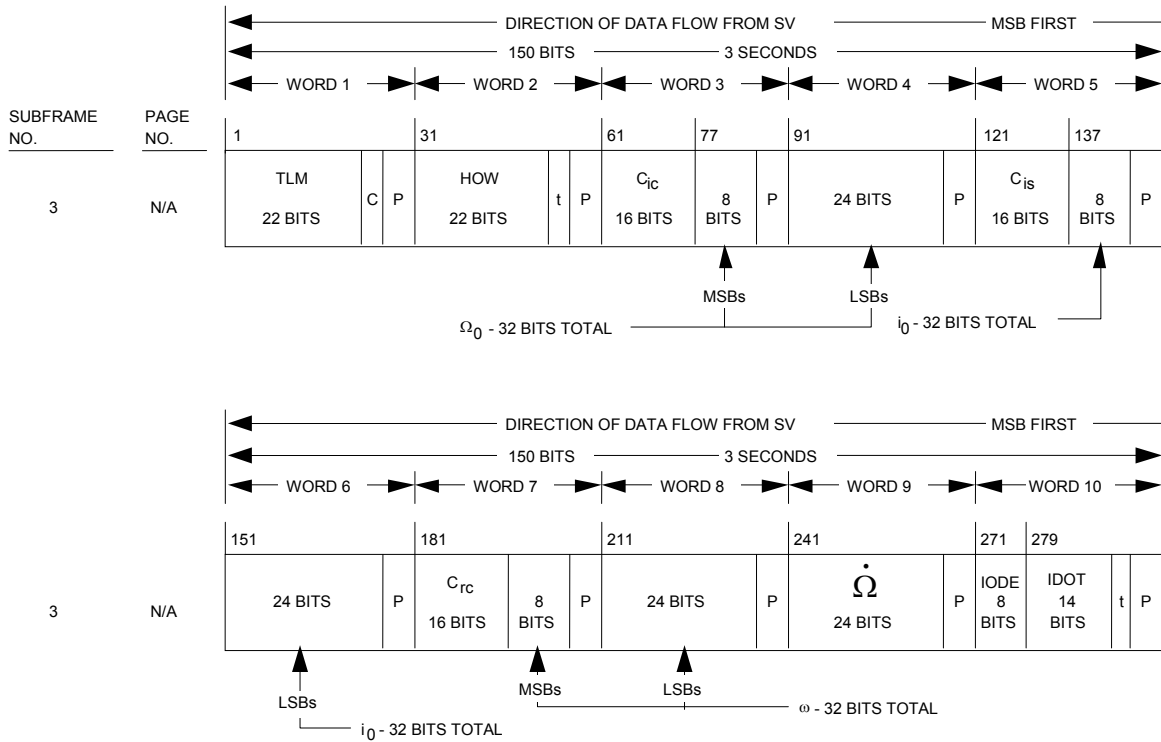 DIRECTION OF DATA FLOW FROM SV MSB FIRST
150 BITS 3 SECONDS
WORD 1 WORD 2 WORD 3 WORD 4 WORD 5
SUBFRAME NO. PAGE NO.
1 31 61 77 91 121 137
3 N/A
TLM 22 BITS C P
HOW 22 BITS t P
Cic 16 BITS 8 BITS P
24 BITS P
Cis 16 BITS 8 BITS P
MSBs LSBs
Ω0 - 32 BITS TOTAL i0 - 32 BITS TOTAL
DIRECTION OF DATA FLOW FROM SV MSB FIRST
150 BITS 3 SECONDS
WORD 6 WORD 7 WORD 8 WORD 9 WORD 10
151 181 211 241 271 279
3 N/A
24 BITS P
Crc 16 BITS 8 BITS P
24 BITS P
Ω̇ 24 BITS P
IODE 8 BITS IDOT 14 BITS t P
LSBs MSBs LSBs
i0 - 32 BITS TOTAL ω - 32 BITS TOTAL